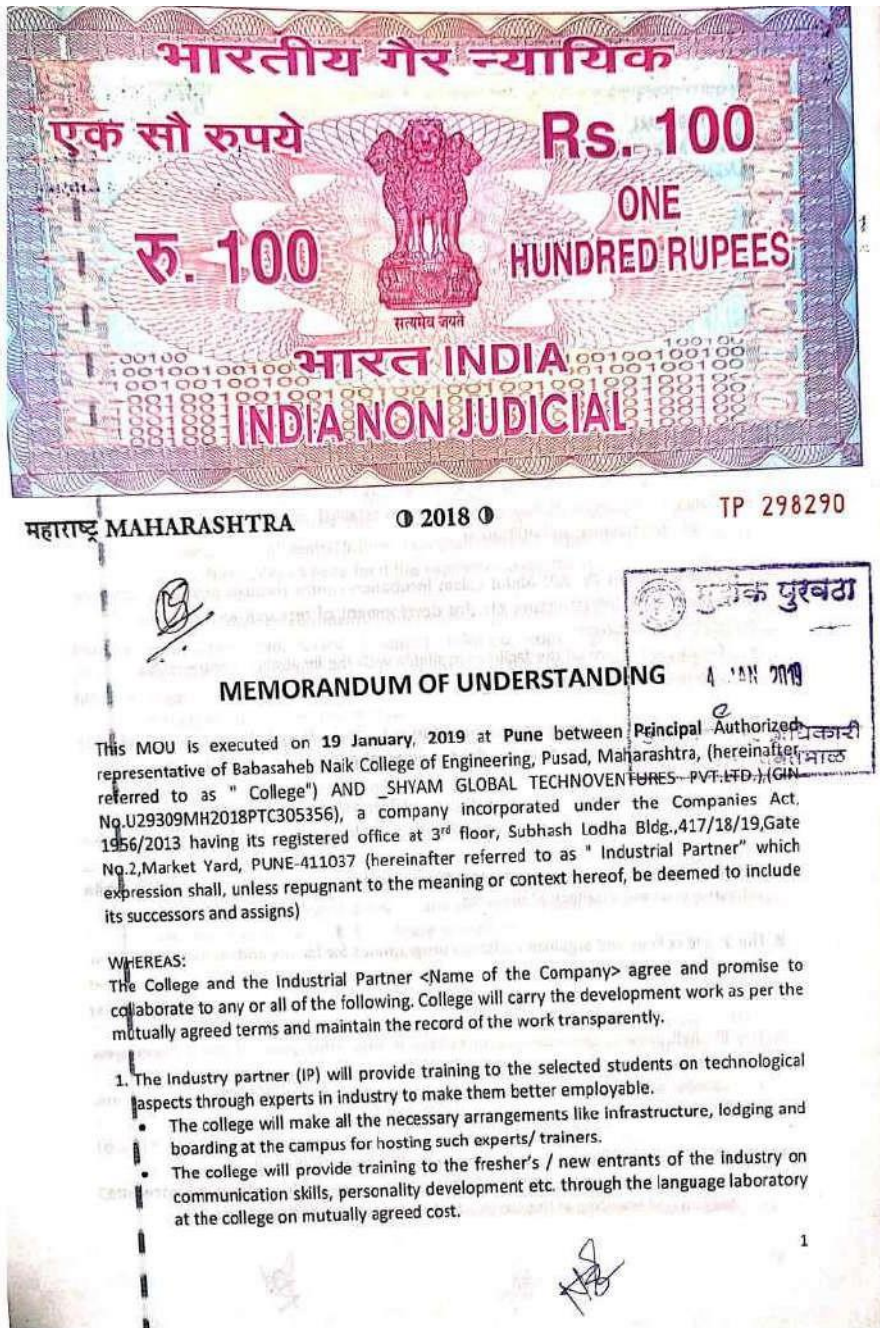 भारतीय गैर न्यायिक
एक सौ रुपये
Rs. 100
रु. 100
ONE
HUNDRED RUPEES
सत्यमेव जयते
भारत INDIA
INDIA NON JUDICIAL
महाराष्ट्र MAHARASHTRA
2018
TP 298290
पुरवठा
4 JAN 2019
MEMORANDUM OF UNDERSTANDING
This MOU is executed on 19 January, 2019 at Pune between Principal Authorized
representative of Babasaheb Naik College of Engineering, Pusad, Maharashtra, (hereinafter
referred to as " College") AND _SHYAM GLOBAL TECHNOVENTURES PVT.LTD.),(CIN
No.U29309MH2018PTC305356), a company incorporated under the Companies Act,
1956/2013 having its registered office at 3rd floor, Subhash Lodha Bldg.,417/18/19,Gate
No.2,Market Yard, PUNE-411037 (hereinafter referred to as " Industrial Partner" which
expression shall, unless repugnant to the meaning or context hereof, be deemed to include
its successors and assigns)
WHEREAS:
The College and the Industrial Partner <Name of the Company> agree and promise to
collaborate to any or all of the following. College will carry the development work as per the
mutually agreed terms and maintain the record of the work transparently.
1. The Industry partner (IP) will provide training to the selected students on technological
aspects through experts in industry to make them better employable.
• The college will make all the necessary arrangements like infrastructure, lodging and
boarding at the campus for hosting such experts/ trainers.
• The college will provide training to the fresher's / new entrants of the industry on
communication skills, personality development etc. through the language laboratory
at the college on mutually agreed cost.
1